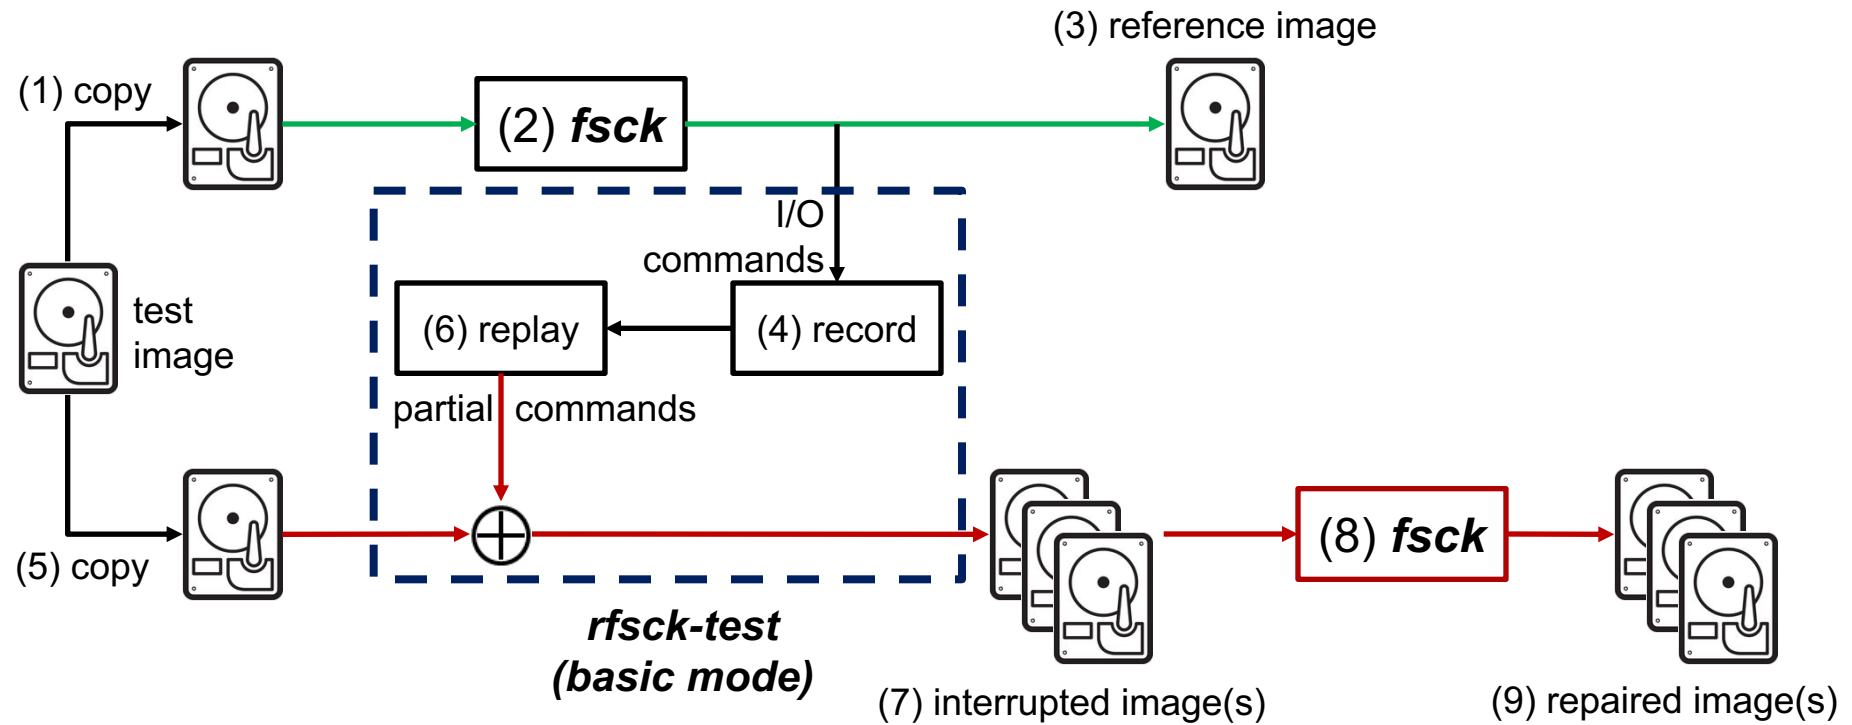 (3) reference image
(1) copy
(2) fsck
I/O
commands
test
image
(6) replay
(4) record
partial commands
(5) copy
(8) fsck
rfsck-test
(basic mode)
(7) interrupted image(s)
(9) repaired image(s)